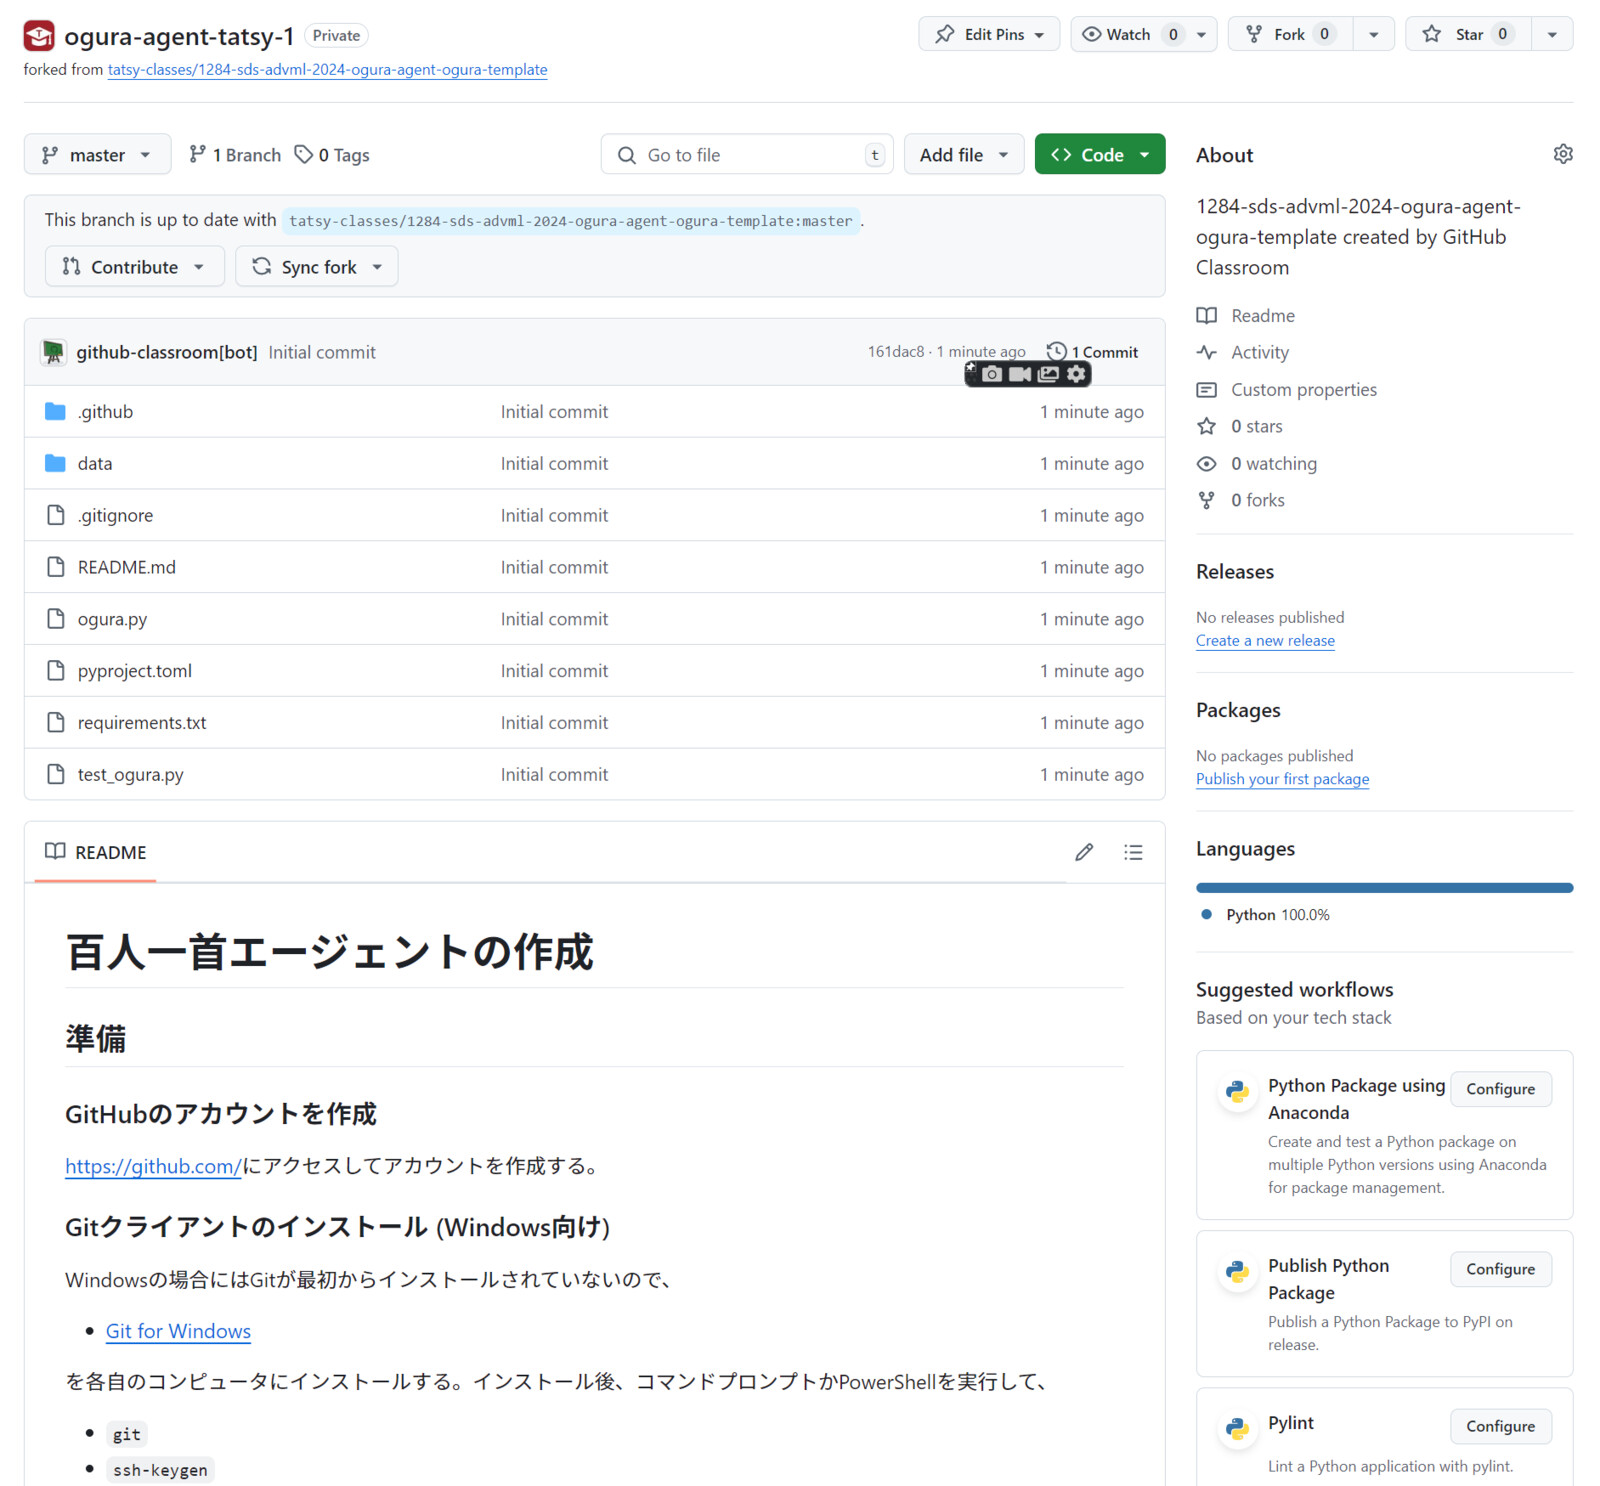 ogura-agent-tatsy-1 Private Edit Pins Watch 0 Fork 0 Star 0
forked from tatsy-classes/1284-sds-advml-2024-ogura-agent-ogura-template
master 1 Branch 0 Tags Go to file t Add file Code
This branch is up to date with tatsy-classes/1284-sds-advml-2024-ogura-agent-ogura-template:master .
Contribute Sync fork
github-classroom[bot] Initial commit 161dac8 · 1 minute ago 1 Commit
.github Initial commit 1 minute ago
data Initial commit 1 minute ago
.gitignore Initial commit 1 minute ago
README.md Initial commit 1 minute ago
ogura.py Initial commit 1 minute ago
pyproject.toml Initial commit 1 minute ago
requirements.txt Initial commit 1 minute ago
test_ogura.py Initial commit 1 minute ago
README
百人一首エージェントの作成
準備
GitHubのアカウントを作成
https://github.com/にアクセスしてアカウントを作成する。
Gitクライアントのインストール (Windows向け)
Windowsの場合にはGitが最初からインストールされていないので、
Git for Windows
を各自のコンピュータにインストールする。インストール後、コマンドプロンプトかPowerShellを実行して、
git
ssh-keygen
About
1284-sds-advml-2024-ogura-agent-
ogura-template created by GitHub
Classroom
Readme
Activity
Custom properties
0 stars
0 watching
0 forks
Releases
No releases published
Create a new release
Packages
No packages published
Publish your first package
Languages
Python 100.0%
Suggested workflows
Based on your tech stack
Python Package using Configure
Anaconda
Create and test a Python package on
multiple Python versions using Anaconda
for package management.
Publish Python Configure
Package
Publish a Python Package to PyPI on
release.
Pylint Configure
Lint a Python application with pylint.